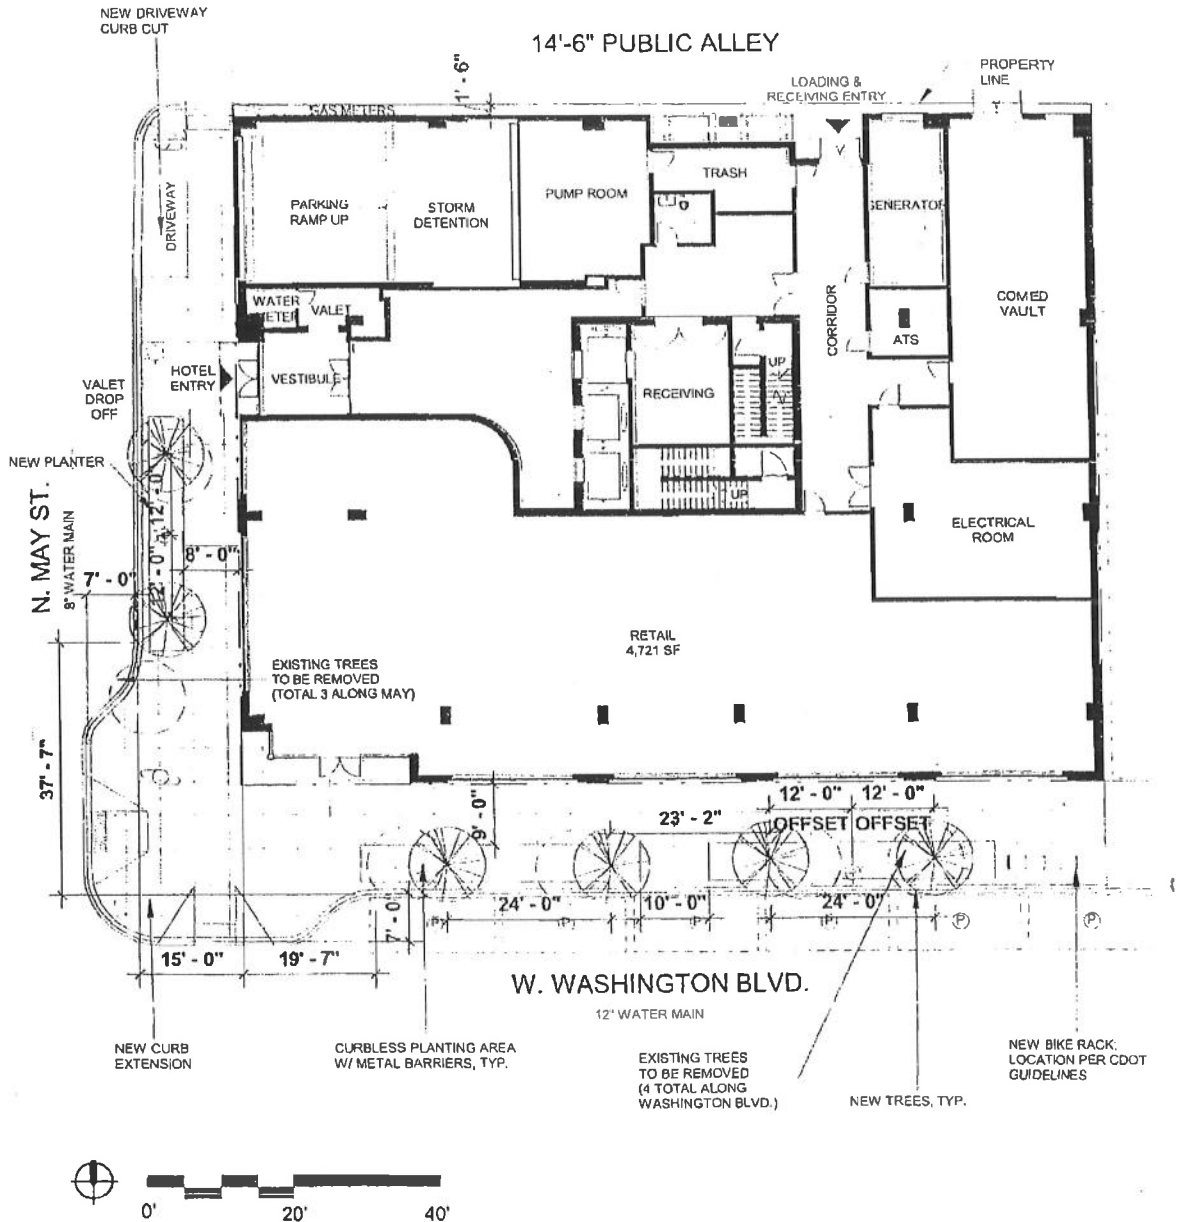 NEW DRIVEWAY
CURB CUT
14'-6" PUBLIC ALLEY
1' - 6"
PROPERTY
LINE
LOADING &
RECEIVING ENTRY
GAS METERS
DRIVEWAY
PARKING
RAMP UP
STORM
DETENTION
PUMP ROOM
TRASH
GENERATOR
COMED
VAULT
WATER
METER
VALET
CORRIDOR
ATS
HOTEL
ENTRY
VESTIBULE
VALET
DROP
OFF
RECEIVING
UP
UP
NEW PLANTER
N. MAY ST.
8" WATER MAIN
12' - 0"
8' - 0"
7' - 0"
ELECTRICAL
ROOM
RETAIL
4,721 SF
EXISTING TREES
TO BE REMOVED
(TOTAL 3 ALONG MAY)
37' - 7"
9' - 0"
23' - 2"
12' - 0"
12' - 0"
OFFSET
OFFSET
7' - 0"
24' - 0"
10' - 0"
24' - 0"
P
P
P
P
P
P
15' - 0"
19' - 7"
W. WASHINGTON BLVD.
12" WATER MAIN
NEW CURB
EXTENSION
CURBLESS PLANTING AREA
W/ METAL BARRIERS, TYP.
EXISTING TREES
TO BE REMOVED
(4 TOTAL ALONG
WASHINGTON BLVD.)
NEW TREES, TYP.
NEW BIKE RACK;
LOCATION PER CDOT
GUIDELINES
0'
20'
40'